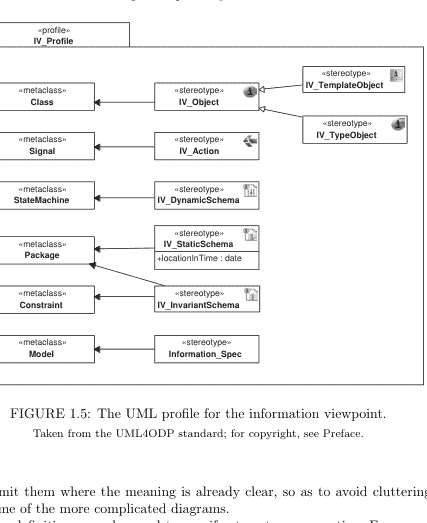 «profile»
IV_Profile
«metaclass»
Class
«stereotype»
IV_Object
«stereotype»
IV_TemplateObject
«stereotype»
IV_TypeObject
«metaclass»
Signal
«stereotype»
IV_Action
«metaclass»
StateMachine
«stereotype»
IV_DynamicSchema
«metaclass»
Package
«stereotype»
IV_StaticSchema
+locationInTime : date
«metaclass»
Constraint
«stereotype»
IV_InvariantSchema
«metaclass»
Model
«stereotype»
Information_Spec
FIGURE 1.5: The UML profile for the information viewpoint.
Taken from the UML4ODP standard; for copyright, see Preface.
mit them where the meaning is already clear, so as to avoid cluttering
me of the more complicated diagrams.